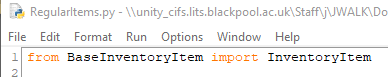 RegularItems.py - \\unity_cifs.lits.blackpool.ac.uk\Staff\j\JWALK\Do
File Edit Format Run Options Window Help
1 from BaseInventoryItem import InventoryItem
2